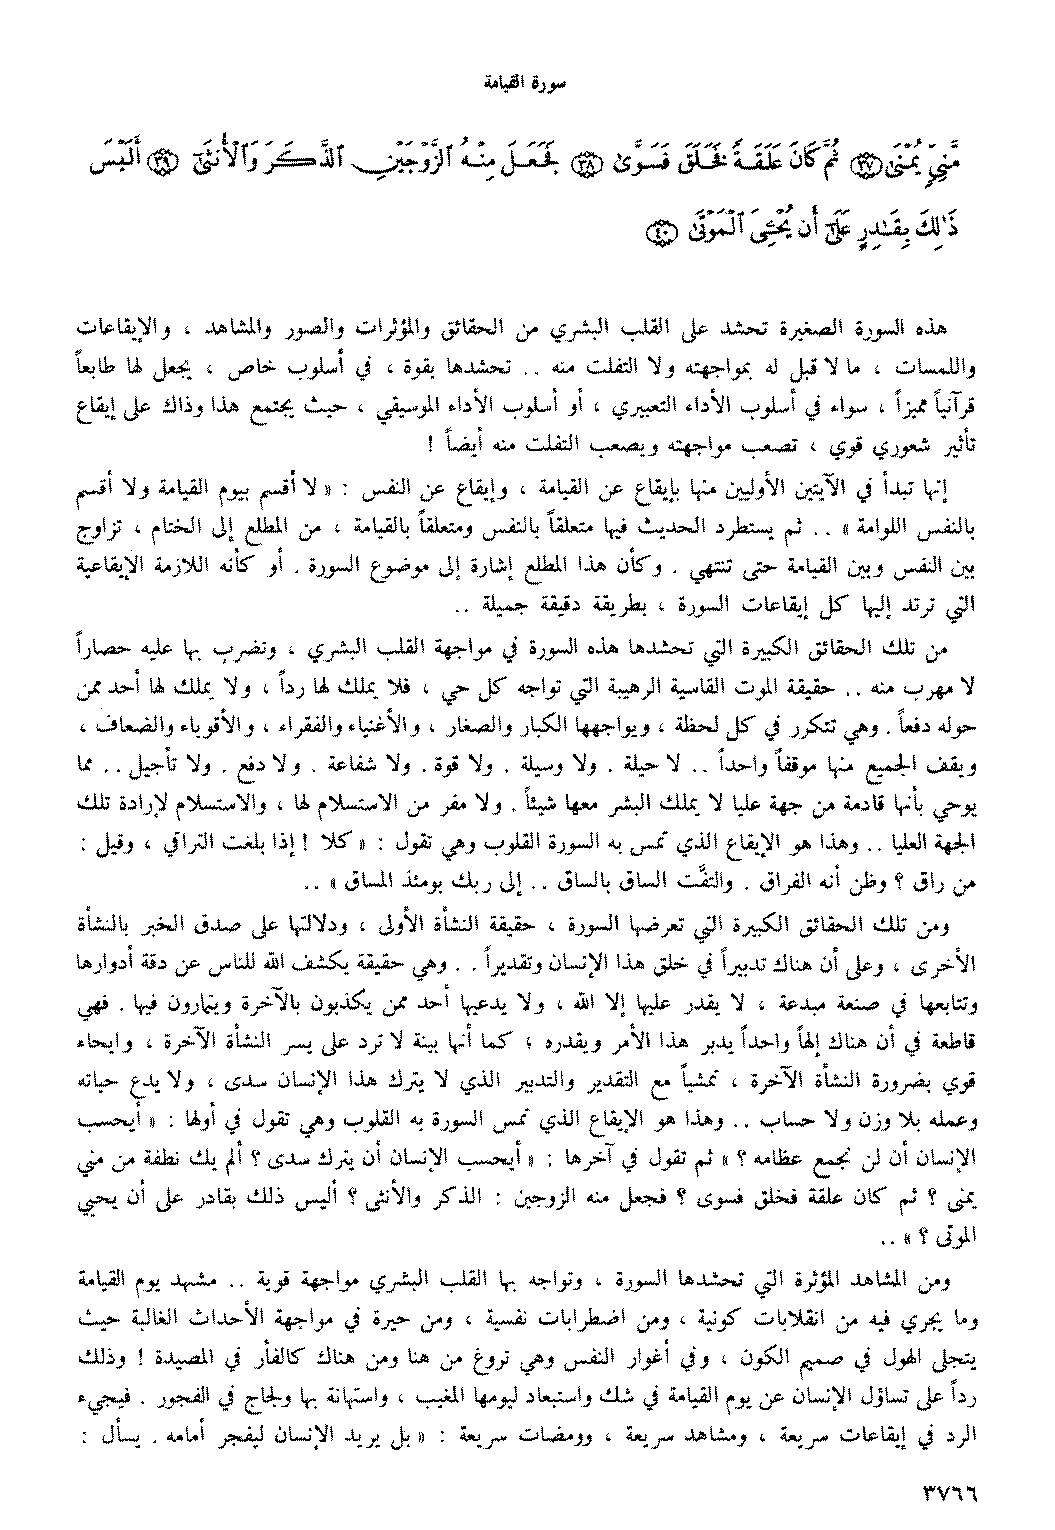 سورة القيامة
مَّنِيٍّ يُمْنَىٰ ٣٧ ثُمَّ كَانَ عَلَقَةً فَخَلَقَ فَسَوَّىٰ ٣٨ فَجَعَلَ مِنْهُ ٱلزَّوْجَيْنِ ٱلذَّكَرَ وَٱلْأُنثَىٰٓ ٣٩ أَلَيْسَ
ذَٰلِكَ بِقَٰدِرٍ عَلَىٰٓ أَن يُحْـِۧىَ ٱلْمَوْتَىٰ ٤٠
هذه السورة الصغيرة تحشد على القلب البشري من الحقائق والمؤثرات والصور والمشاهد ، والإيقاعات
واللمسات ، ما لا قبل له بمواجهته ولا التفلت منه .. تحشدها بقوة ، في أسلوب خاص ، يجعل لها طابعاً
قرآنياً مميزاً ، سواء في أسلوب الأداء التعبيري ، أو أسلوب الأداء الموسيقي ، حيث يجتمع هذا وذاك على إيقاع
تأثير شعوري قوي ، تصعب مواجهته ويصعب التفلت منه أيضاً !
إنها تبدأ في الآيتين الأوليين منها بإيقاع عن القيامة ، وإيقاع عن النفس : « لا أقسم بيوم القيامة ولا أقسم
بالنفس اللوامة » .. ثم يستطرد الحديث فيها متعلقاً بالنفس ومتعلقاً بالقيامة ، من المطلع إلى الختام ، تزاوج
بين النفس وبين القيامة حتى تنتهي . وكأن هذا المطلع إشارة إلى موضوع السورة . أو كأنه اللازمة الإيقاعية
التي ترتد إليها كل إيقاعات السورة ، بطريقة دقيقة جميلة ..
من تلك الحقائق الكبيرة التي تحشدها هذه السورة في مواجهة القلب البشري ، وتضرب بها عليه حصاراً
لا مهرب منه .. حقيقة الموت القاسية الرهيبة التي تواجه كل حي ، فلا يملك لها رداً ، ولا يملك لها أحد ممن
حوله دفعاً . وهي تتكرر في كل لحظة ، ويواجهها الكبار والصغار ، والأغنياء والفقراء ، والأقوياء والضعاف ،
ويقف الجميع منها موقفاً واحداً .. لا حيلة . ولا وسيلة . ولا قوة . ولا شفاعة . ولا دفع . ولا تأجيل .. مما
يوحي بأنها قادمة من جهة عليا لا يملك البشر معها شيئاً . ولا مفر من الاستسلام لها ، والاستسلام لإرادة تلك
الجهة العليا .. وهذا هو الإيقاع الذي تمس به السورة القلوب وهي تقول : « كلا ! إذا بلغت التراقي ، وقيل :
من راق ؟ وظن أنه الفراق . والتفَّت الساق بالساق .. إلى ربك يومئذ المساق » ..
ومن تلك الحقائق الكبيرة التي تعرضها السورة ، حقيقة النشأة الأولى ، ودلالتها على صدق الخبر بالنشأة
الأخرى ، وعلى أن هناك تدبيراً في خلق هذا الإنسان وتقديراً .. وهي حقيقة يكشف الله للناس عن دقة أدوارها
وتتابعها في صنعة مبدعة ، لا يقدر عليها إلا الله ، ولا يدعيها أحد ممن يكذبون بالآخرة ويتمارون فيها . فهي
قاطعة في أن هناك إلهاً واحداً يدبر هذا الأمر ويقدره ؛ كما أنها بينة لا ترد على يسر النشأة الآخرة ، وإيحاء
قوي بضرورة النشأة الآخرة ، تمشياً مع التقدير والتدبير الذي لا يترك هذا الإنسان سدى ، ولا يدع حياته
وعمله بلا وزن ولا حساب .. وهذا هو الإيقاع الذي تمس السورة به القلوب وهي تقول في أولها : « أيحسب
الإنسان أن لن نجمع عظامه ؟ » ثم تقول في آخرها : « أيحسب الإنسان أن يترك سدى ؟ ألم يك نطفة من مني
يمنى ؟ ثم كان علقة فخلق فسوى ؟ فجعل منه الزوجين : الذكر والأنثى ؟ أليس ذلك بقادر على أن يحيي
الموتى ؟ » ..
ومن المشاهد المؤثرة التي تحشدها السورة ، وتواجه بها القلب البشري مواجهة قوية .. مشهد يوم القيامة
وما يجري فيه من انقلابات كونية ، ومن اضطرابات نفسية ، ومن حيرة في مواجهة الأحداث الغالبة حيث
يتجلى الهول في صميم الكون ، وفي أغوار النفس وهي تروغ من هنا ومن هناك كالفأر في المصيدة ! وذلك
رداً على تساؤل الإنسان عن يوم القيامة في شك واستبعاد ليومها المغيب ، واستهانة بها ولجاج في الفجور . فيجيء
الرد في إيقاعات سريعة ، ومشاهد سريعة ، وومضات سريعة : « بل يريد الإنسان ليفجر أمامه . يسأل :
٣٧٦٦